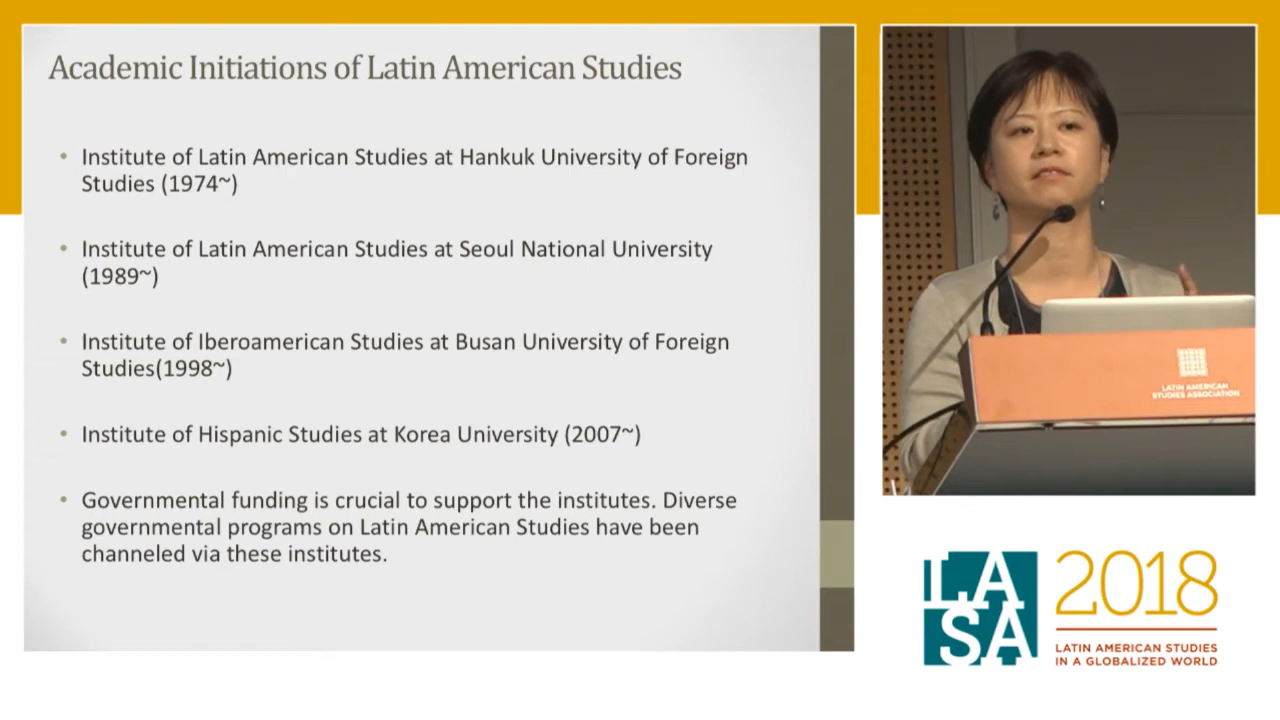 Academic Initiations of Latin American Studies
• Institute of Latin American Studies at Hankuk University of Foreign
Studies (1974~)
• Institute of Latin American Studies at Seoul National University
(1989~)
• Institute of Iberoamerican Studies at Busan University of Foreign
Studies(1998~)
• Institute of Hispanic Studies at Korea University (2007~)
• Governmental funding is crucial to support the institutes. Diverse
governmental programs on Latin American Studies have been
channeled via these institutes.
LATIN AMERICAN
STUDIES ASSOCIATION
LA
SA
2018
LATIN AMERICAN STUDIES
IN A GLOBALIZED WORLD